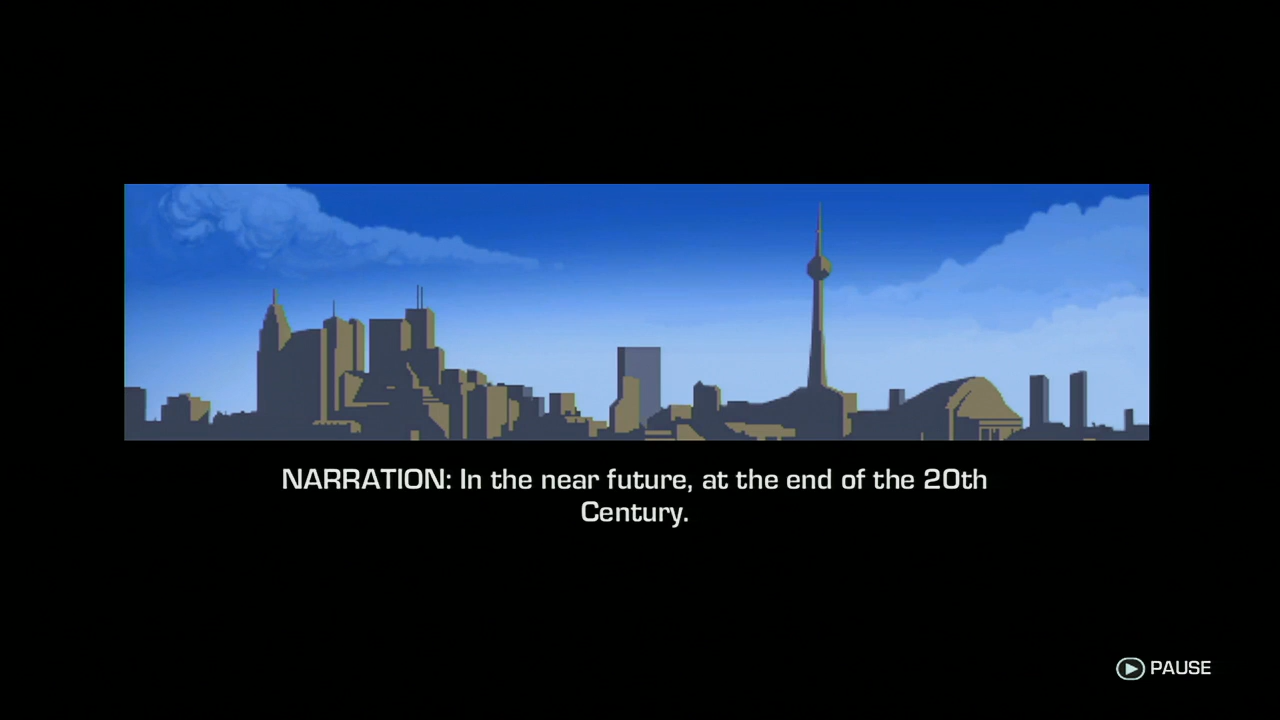 NARRATION: In the near future, at the end of the 20th
Century.
PAUSE